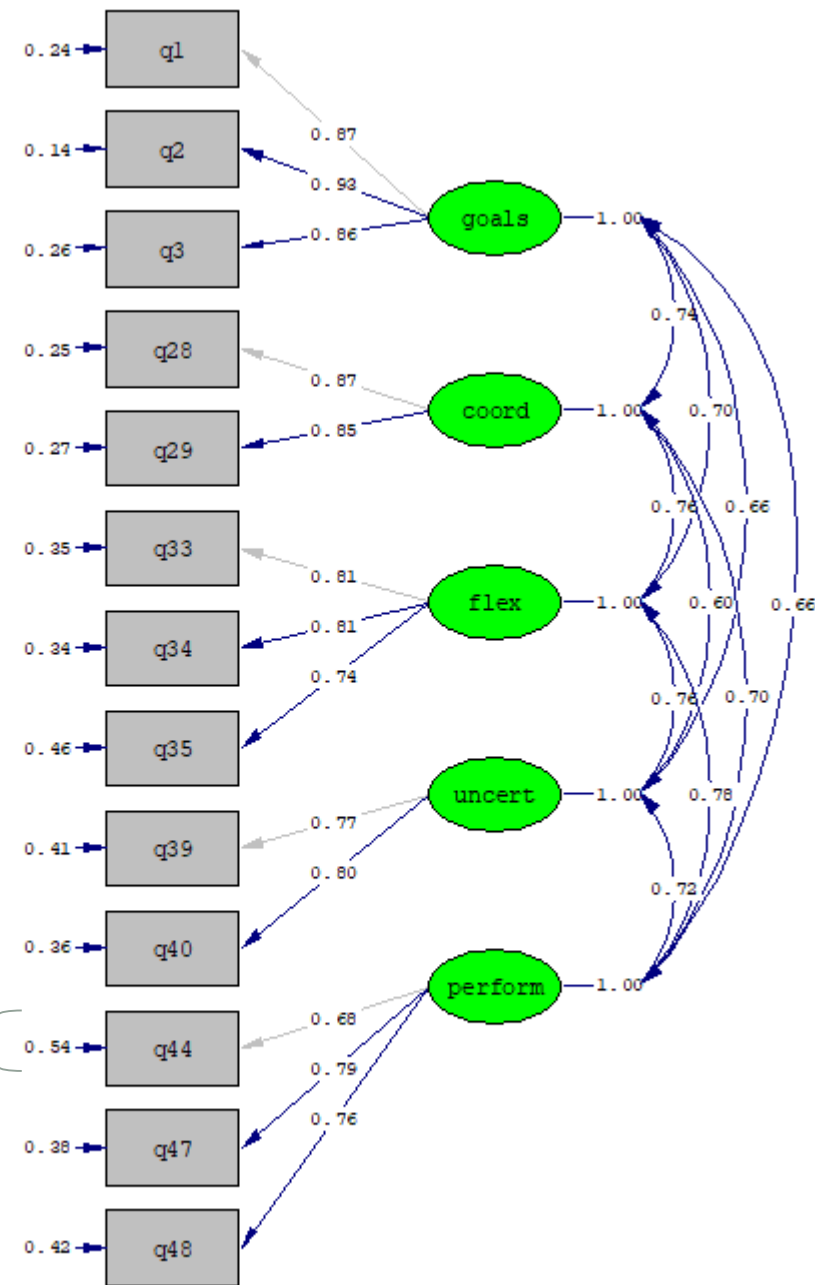 0.24 q1
0.87
0.14 q2
0.93
goals 1.00
0.26 q3
0.86
0.74
0.25 q28
0.87
coord 1.00
0.70
0.27 q29
0.85
0.76
0.66
0.35 q33
0.81
flex 1.00
0.60
0.66
0.34 q34
0.81
0.74
0.76
0.70
0.46 q35
uncert 1.00
0.78
0.77
0.41 q39
0.80
0.72
0.36 q40
perform 1.00
0.68
0.54 q44
0.79
0.76
0.38 q47
0.42 q48